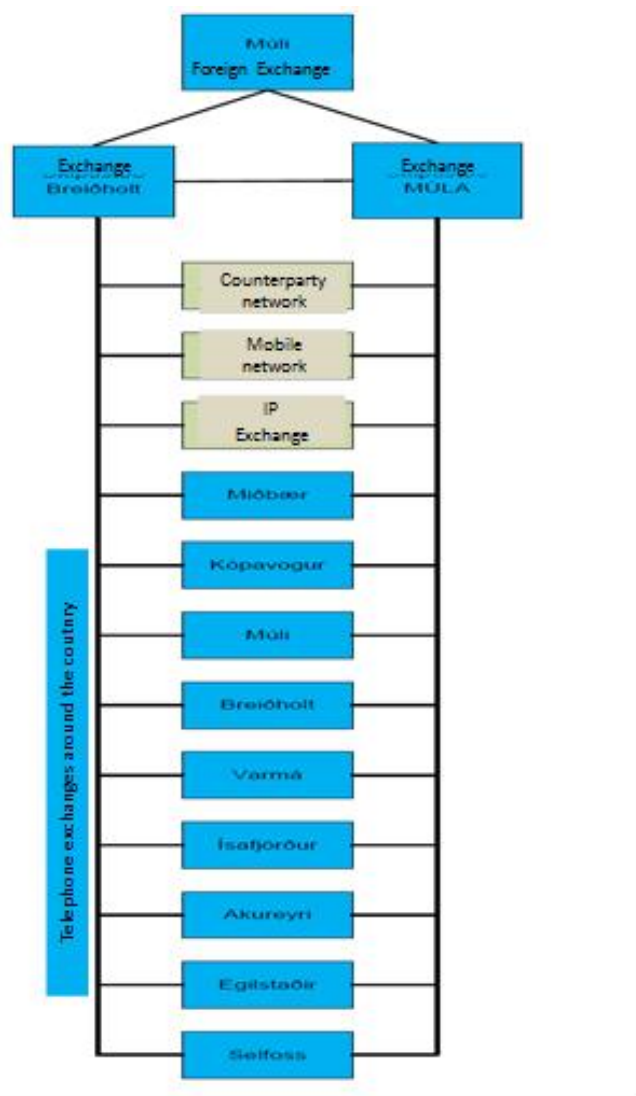 Múli
Foreign Exchange
Exchange
Breiðholt
Exchange
MÚLA
Counterparty
network
Mobile
network
IP
Exchange
Miðbær
Kópavogur
Múli
Breiðholt
Varmá
Ísafjörður
Akureyri
Egilstaðir
Selfoss
Telephone exchanges around the coutnry